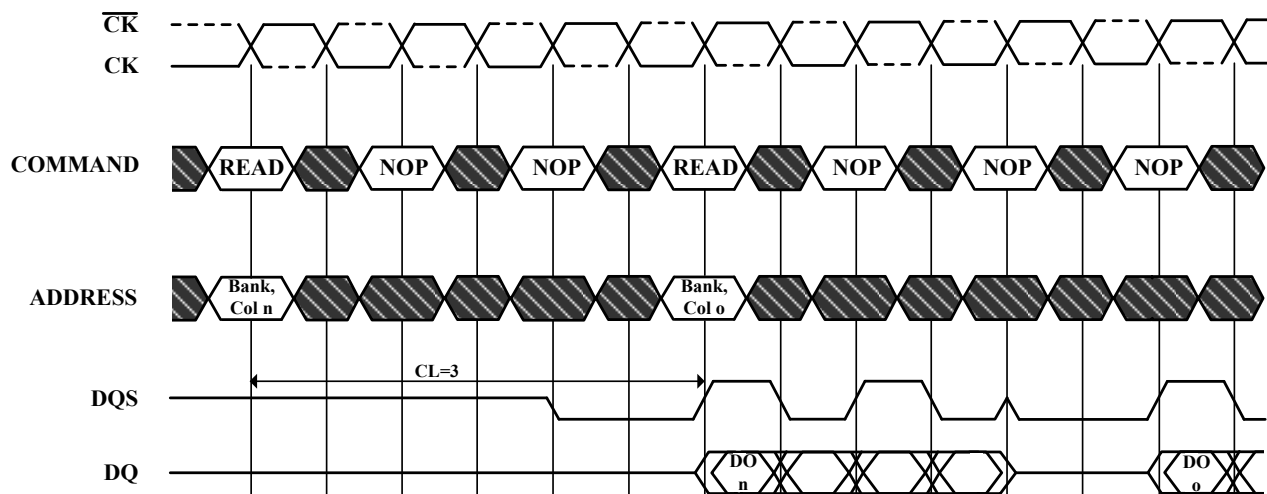 CK
CK
COMMAND READ NOP NOP READ NOP NOP NOP
ADDRESS Bank, Col n Bank, Col o
CL=3
DQS
DQ DO n DO o